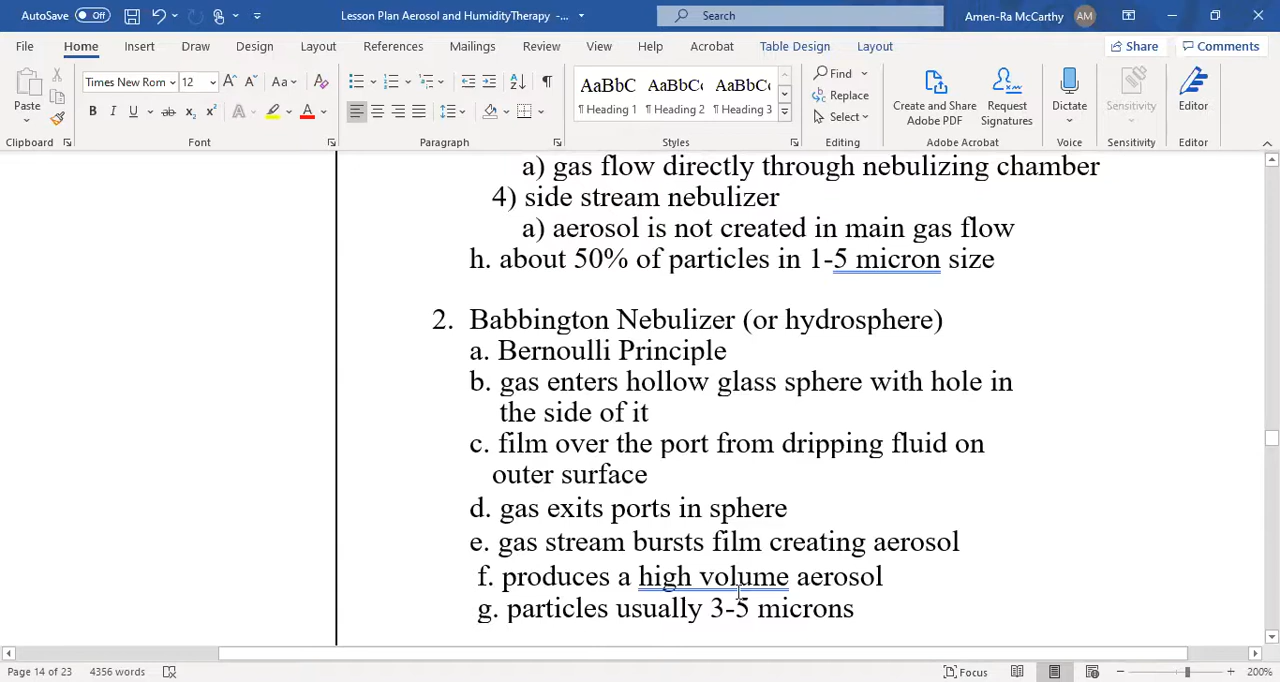 AutoSave Off Lesson Plan Aerosol and HumidityTherapy -... Search Amen-Ra McCarthy AM
File Home Insert Draw Design Layout References Mailings Review View Help Acrobat Table Design Layout Share Comments
Paste
Times New Rom 12 Aa A
B I U ab x₂ x² A A
AaBbC AaBbC( AaBbC(
¶ Heading 1 ¶ Heading 2 ¶ Heading 3
Find
Replace
Select
Create and Share
Adobe PDF
Request
Signatures
Dictate
Sensitivity
Editor
Clipboard Font Paragraph Styles Editing Adobe Acrobat Voice Sensitivity Editor
a) gas flow directly through nebulizing chamber
4) side stream nebulizer
a) aerosol is not created in main gas flow
h. about 50% of particles in 1-5 micron size
2. Babbington Nebulizer (or hydrosphere)
a. Bernoulli Principle
b. gas enters hollow glass sphere with hole in
the side of it
c. film over the port from dripping fluid on
outer surface
d. gas exits ports in sphere
e. gas stream bursts film creating aerosol
f. produces a high volume aerosol
g. particles usually 3-5 microns
Page 14 of 23 4356 words Focus 200%